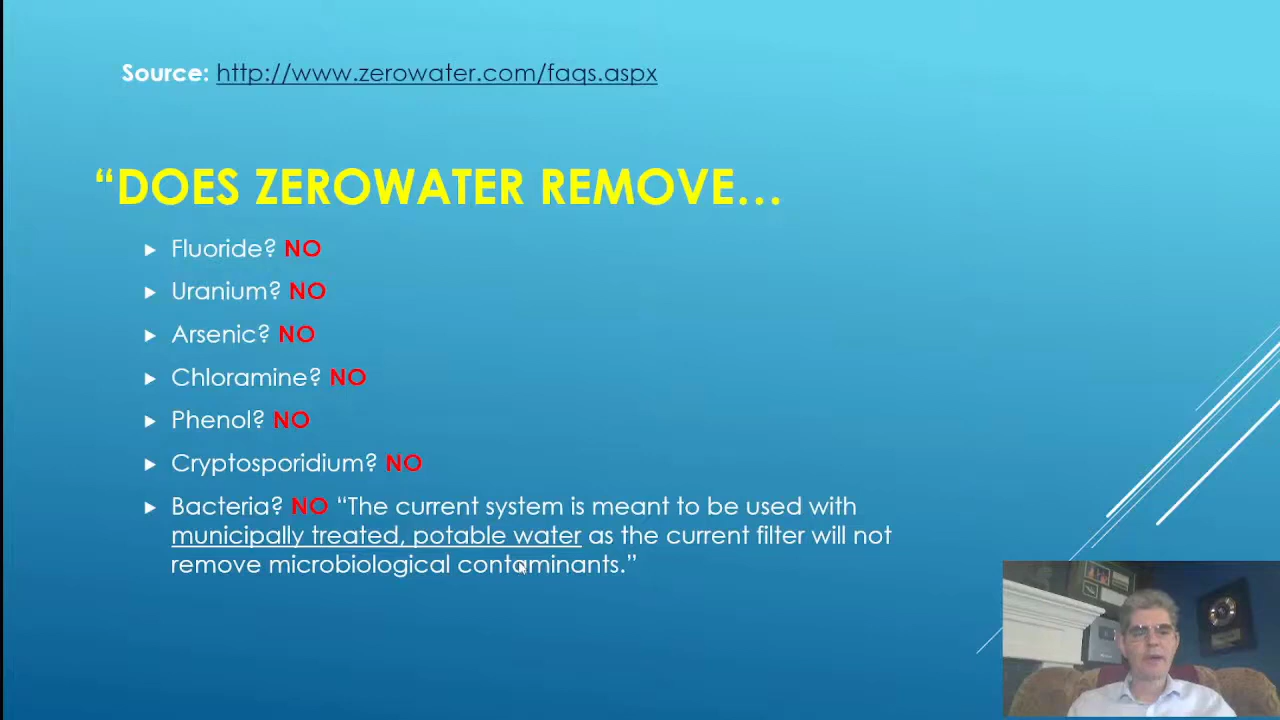 Source: http://www.zerowater.com/faqs.aspx
“DOES ZEROWATER REMOVE…
Fluoride? NO
Uranium? NO
Arsenic? NO
Chloramine? NO
Phenol? NO
Cryptosporidium? NO
Bacteria? NO “The current system is meant to be used with
municipally treated, potable water as the current filter will not
remove microbiological contaminants.”